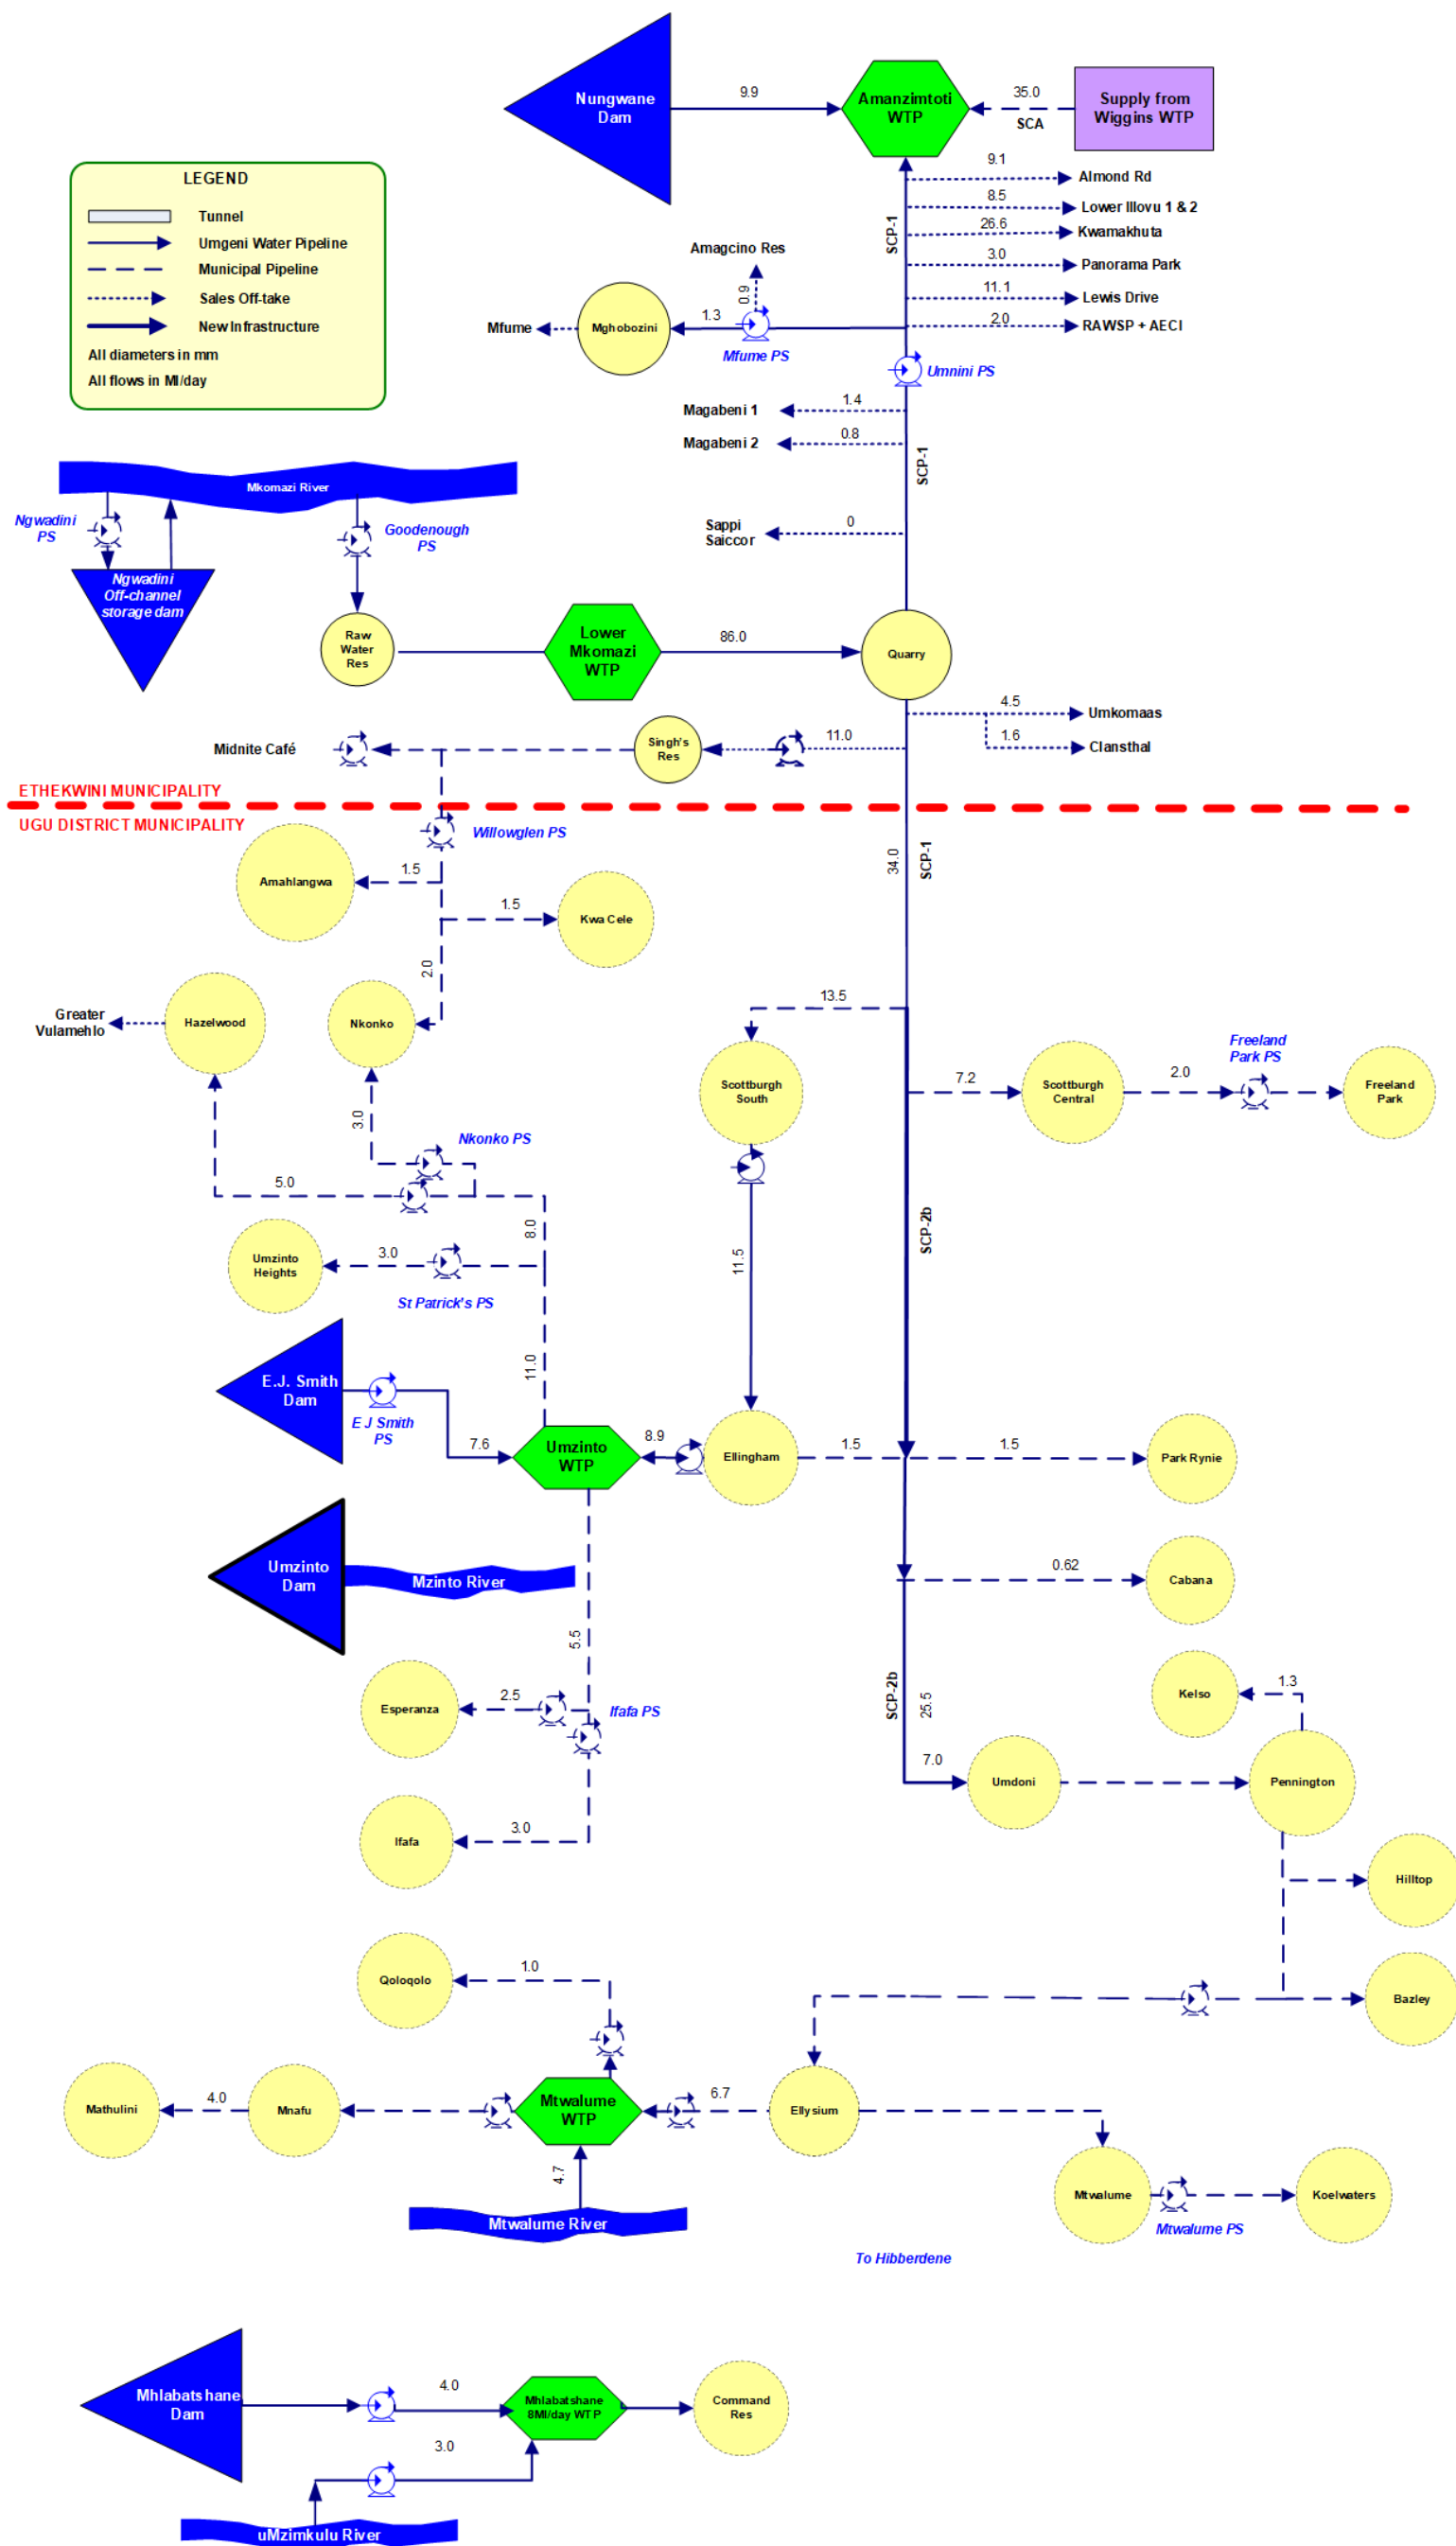 Nungwane
Dam
9.9
Amanzimtoti
WTP
35.0
SCA
Supply from
Wiggins WTP
LEGEND
Tunnel
Umgeni Water Pipeline
Municipal Pipeline
Sales Off-take
New Infrastructure
All diameters in mm
All flows in Ml/day
9.1
Almond Rd
8.5
Lower Illovu 1 & 2
26.6
Kwamakhuta
SCP-1
3.0
Panorama Park
11.1
Lewis Drive
2.0
RAWSP + AECI
Amagcino Res
0.9
Mfume
Mghobozini
1.3
Mfume PS
Umnini PS
Magabeni 1
1.4
Magabeni 2
0.8
SCP-1
Sappi
Saiccor
0
Mkomazi River
Ngwadini
PS
Goodenough
PS
Ngwadini
Off-channel
storage dam
Raw
Water
Res
Lower
Mkomazi
WTP
86.0
Quarry
4.5
Umkomaas
1.6
Clansthal
Midnite Café
Singh's
Res
11.0
ETHEKWINI MUNICIPALITY
UGU DISTRICT MUNICIPALITY
Willowglen PS
34.0
SCP-1
Amahlangwa
1.5
1.5
Kwa Cele
2.0
Greater
Vulamehlo
Hazelwood
Nkonko
13.5
Scottburgh
South
7.2
Scottburgh
Central
2.0
Freeland
Park PS
Freeland
Park
3.0
Nkonko PS
5.0
8.0
Umzinto
Heights
3.0
St Patrick's PS
11.5
SCP-2b
11.0
E.J. Smith
Dam
E J Smith
PS
7.6
Umzinto
WTP
8.9
Ellingham
1.5
1.5
Park Rynie
Umzinto
Dam
Mzinto River
0.62
Cabana
5.5
Esperanza
2.5
Ifafa PS
SCP-2b
25.5
Kelso
1.3
7.0
Umdoni
Pennington
Ifafa
3.0
Hilltop
Qoloqolo
1.0
Bazley
Mathulini
4.0
Mnafu
Mtwalume
WTP
6.7
Ellysium
4.7
Mtwalume River
Mtwalume
Mtwalume PS
Koelwaters
To Hibberdene
Mhlabatshane
Dam
4.0
Mhlabatshane
8Ml/day WTP
Command
Res
3.0
uMzimkulu River